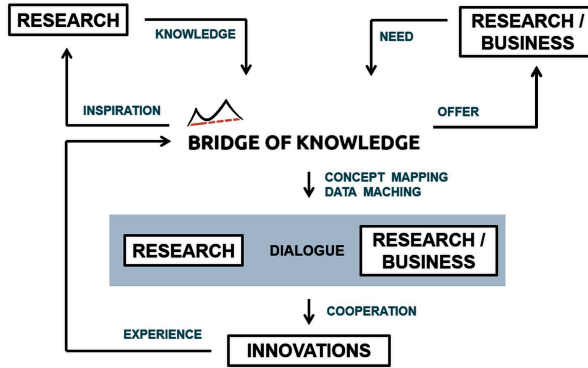 RESEARCH
KNOWLEDGE
NEED
RESEARCH /
BUSINESS
INSPIRATION
OFFER
BRIDGE OF KNOWLEDGE
CONCEPT MAPPING
DATA MACHING
RESEARCH
DIALOGUE
RESEARCH /
BUSINESS
COOPERATION
EXPERIENCE
INNOVATIONS